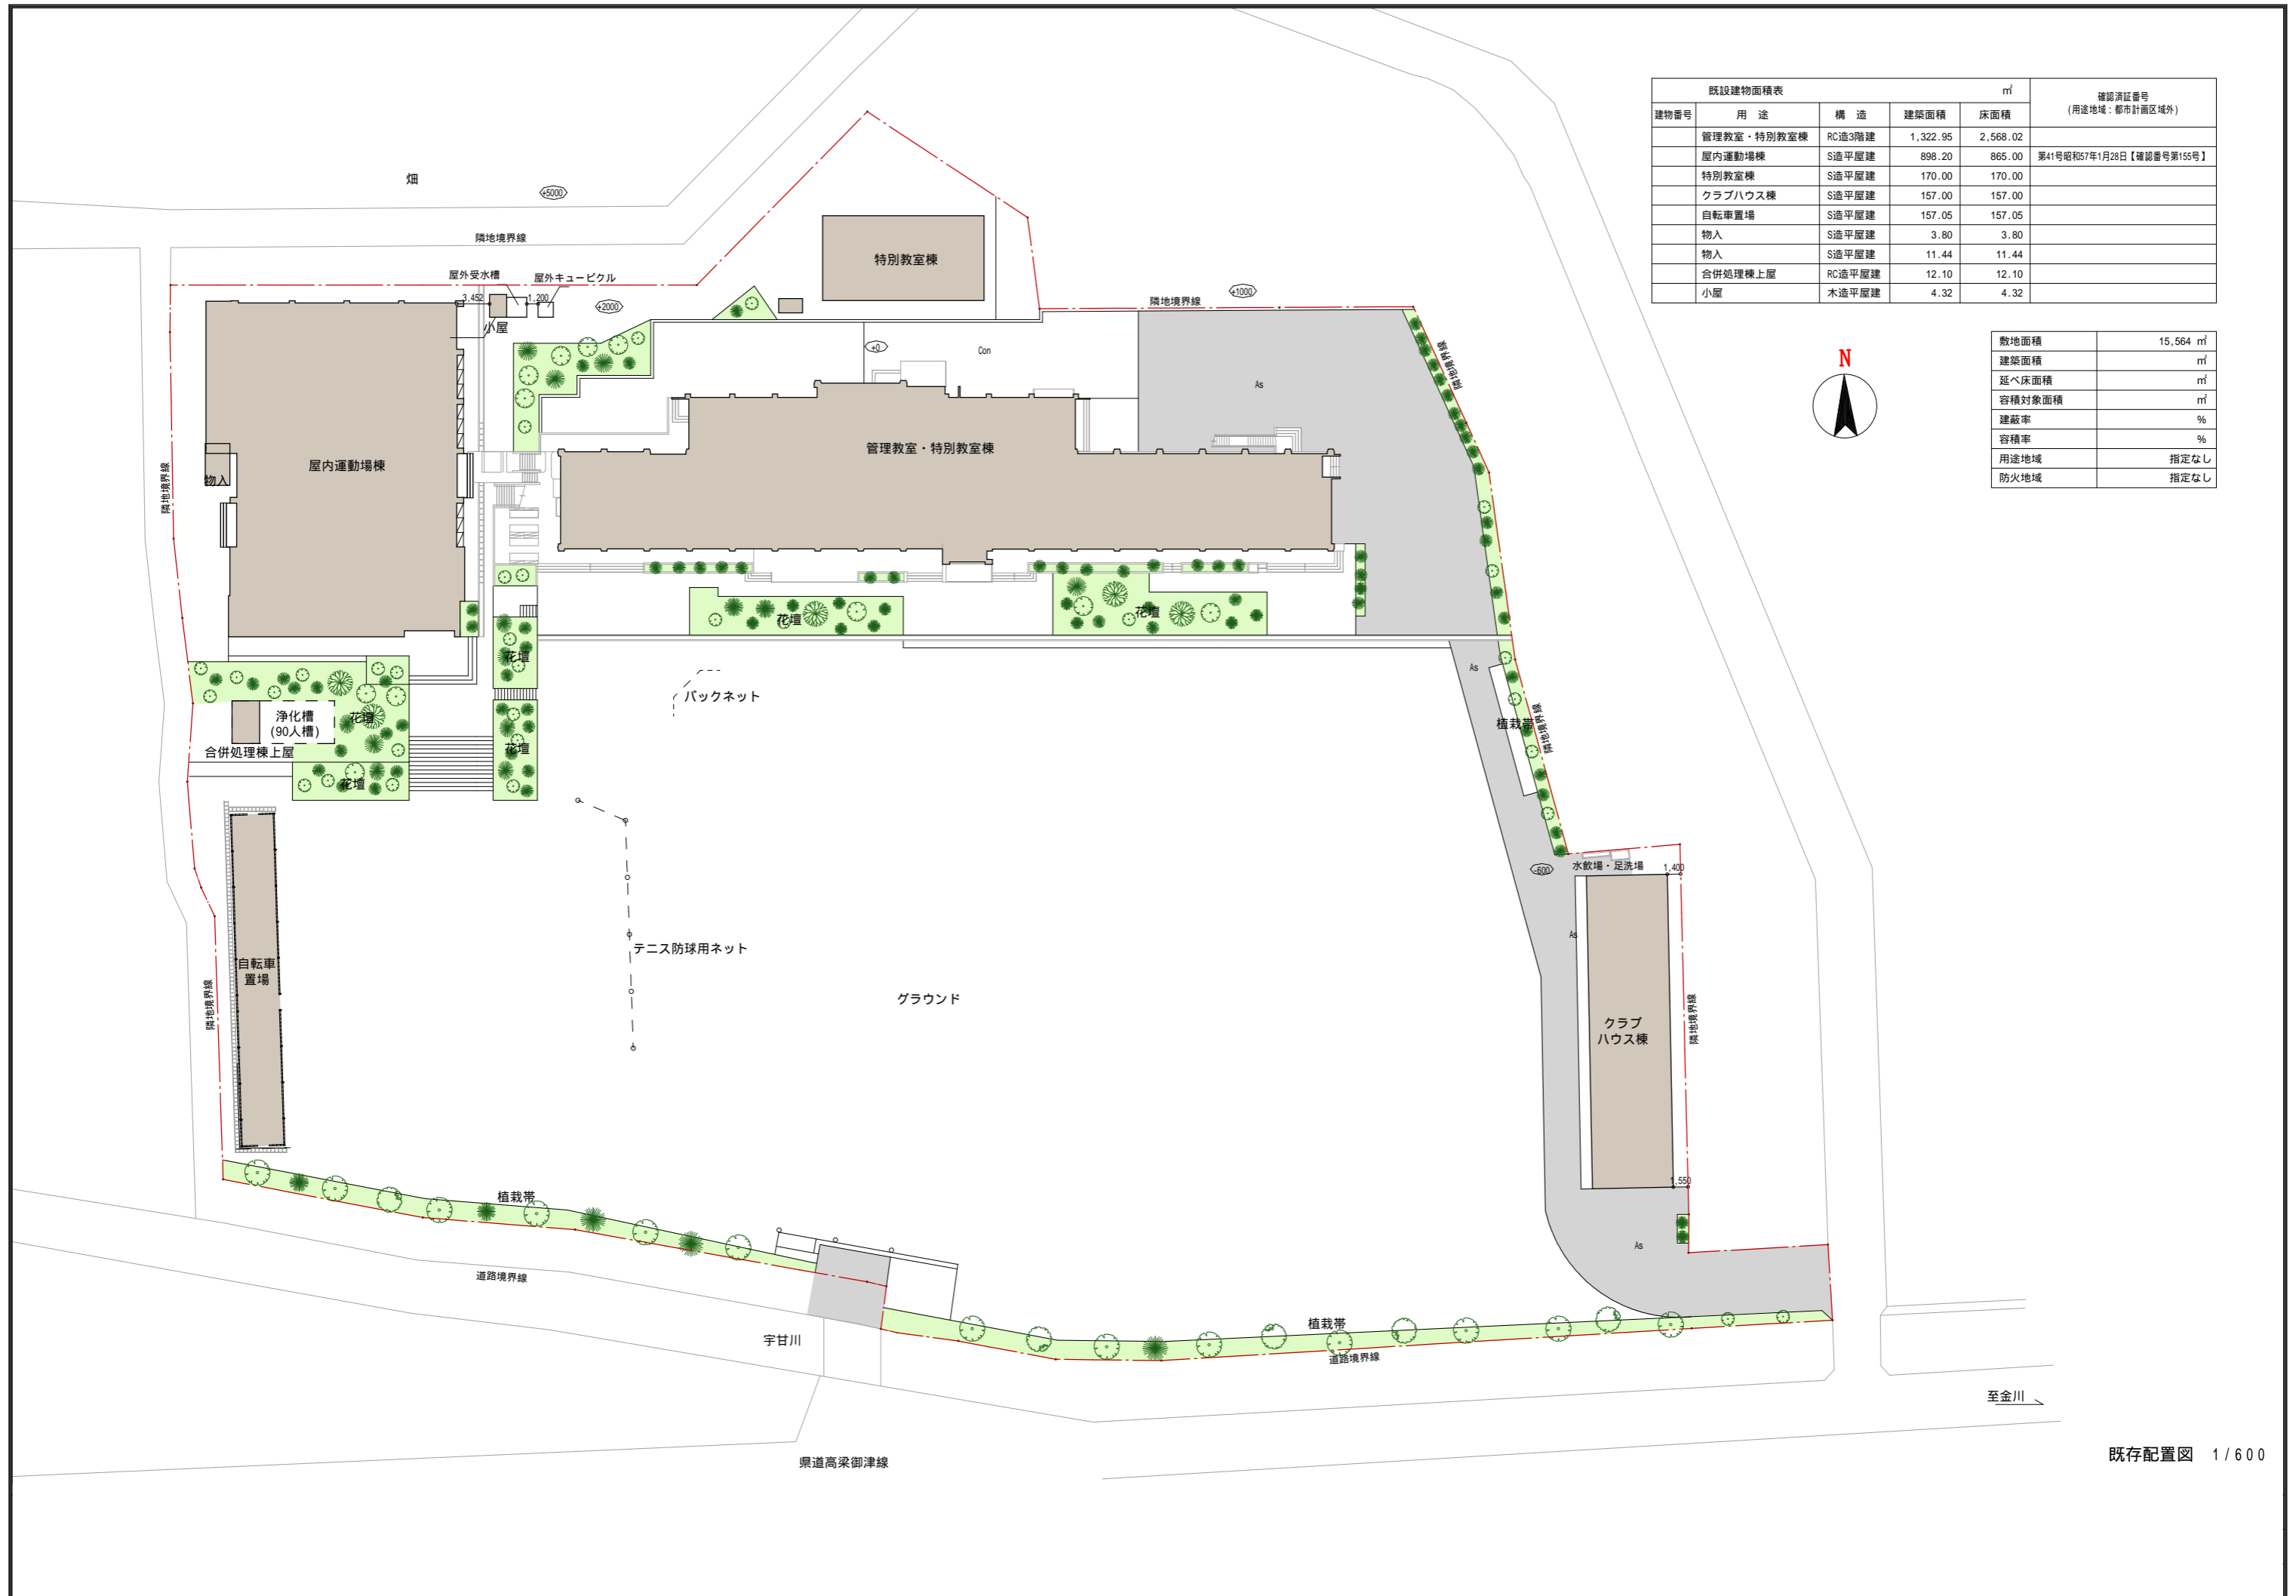 既設建物面積表 ㎡ 確認済証番号
(用途地域：都市計画区域外)
建物番号 用　途 構　造 建築面積 床面積
管理教室・特別教室棟 RC造3階建 1,322.95 2,568.02
屋内運動場棟 S造平屋建 898.20 865.00 第41号昭和57年1月28日【確認番号第155号】
特別教室棟 S造平屋建 170.00 170.00
クラブハウス棟 S造平屋建 157.00 157.00
自転車置場 S造平屋建 157.05 157.05
物入 S造平屋建 3.80 3.80
物入 S造平屋建 11.44 11.44
合併処理棟上屋 RC造平屋建 12.10 12.10
小屋 木造平屋建 4.32 4.32
敷地面積 15,564 ㎡
建築面積 ㎡
延べ床面積 ㎡
容積対象面積 ㎡
建蔽率 %
容積率 %
用途地域 指定なし
防火地域 指定なし
N
畑
+5000
隣地境界線
特別教室棟
屋外受水槽
屋外キュービクル
3,452
1,200
+2000
小屋
隣地境界線
+1000
+0
Con
As
隣地境界線
管理教室・特別教室棟
屋内運動場棟
物入
隣地境界線
花壇
花壇
花壇
バックネット
As
植栽帯
隣地境界線
浄化槽
(90人槽)
花壇
合併処理棟上屋
花壇
花壇
水飲場・足洗場
1,400
-600
自転車
置場
隣地境界線
テニス防球用ネット
グラウンド
As
クラブ
ハウス棟
隣地境界線
1,550
As
植栽帯
道路境界線
宇甘川
植栽帯
道路境界線
至金川
県道高梁御津線
既存配置図　1/600